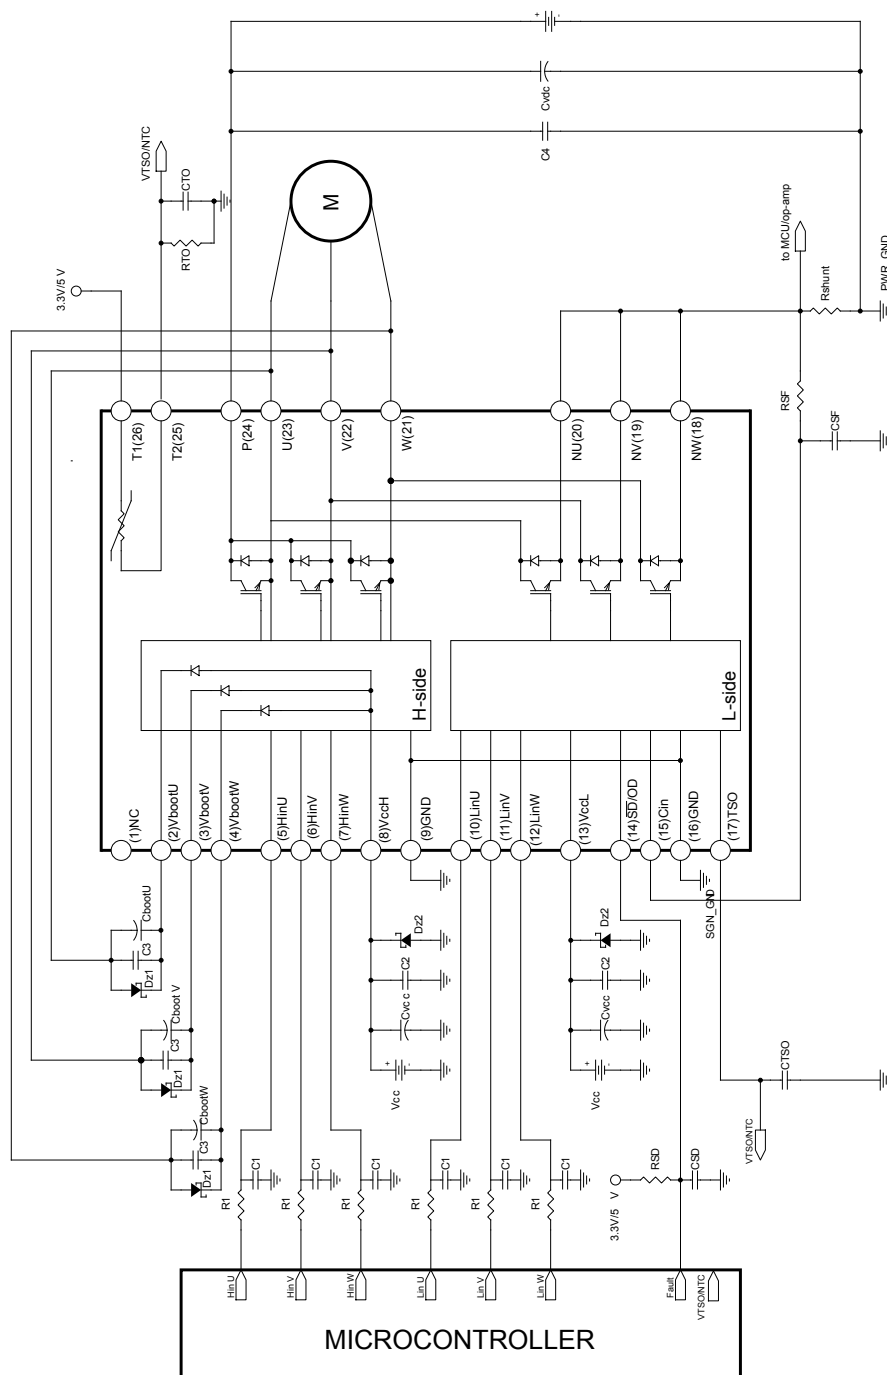 + -
Cvdc
C4
VTSO/NTC
CTO
RTO
M
3.3V/5 V
to MCU/op-amp
Rshunt
PWR_GND
RSF
CSF
T1(26)
T2(25)
P(24)
U(23)
V(22)
W(21)
NU(20)
NV(19)
NW(18)
H-side
L-side
(1)NC
(2)VbootU
(3)VbootV
(4)VbootW
(5)HinU
(6)HinV
(7)HinW
(8)VccH
(9)GND
(10)LinU
(11)LinV
(12)LinW
(13)VccL
(14)SD/OD
(15)Cin
(16)GND
(17)TSO
SGN_GND
CbootU
C3
Dz1
Cboot V
C3
Dz1
CbootW
C3
Dz1
Dz2
C2
Cvc c
+ -
Vcc
Dz2
C2
Cvcc
+ -
Vcc
CTSO
VTSO/NTC
R1
C1
R1
C1
R1
C1
R1
C1
R1
C1
R1
C1
3.3V/5 V
RSD
CSD
Hin U
Hin V
Hin W
Lin U
Lin V
Lin W
Fault
VTSO/NTC
MICROCONTROLLER